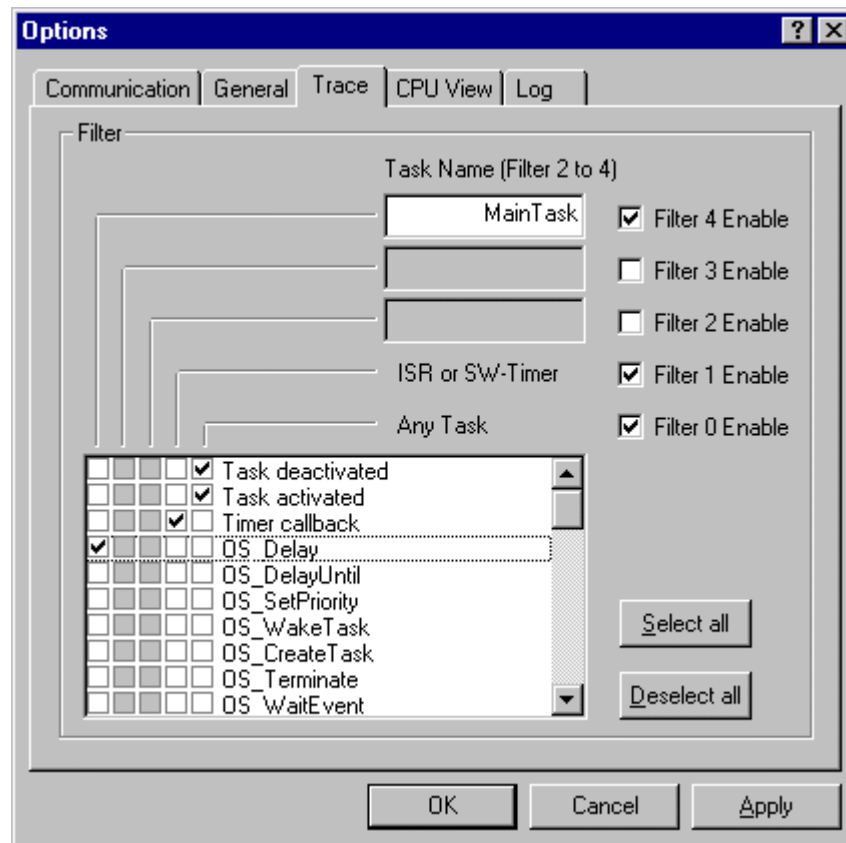 Options
Communication General Trace CPU View Log
Filter
Task Name (Filter 2 to 4)
MainTask Filter 4 Enable
Filter 3 Enable
Filter 2 Enable
ISR or SW-Timer Filter 1 Enable
Any Task Filter 0 Enable
Task deactivated
Task activated
Timer callback
OS_Delay
OS_DelayUntil
OS_SetPriority
OS_WakeTask
OS_CreateTask
OS_Terminate
OS_WaitEvent
Select all
Deselect all
OK Cancel Apply